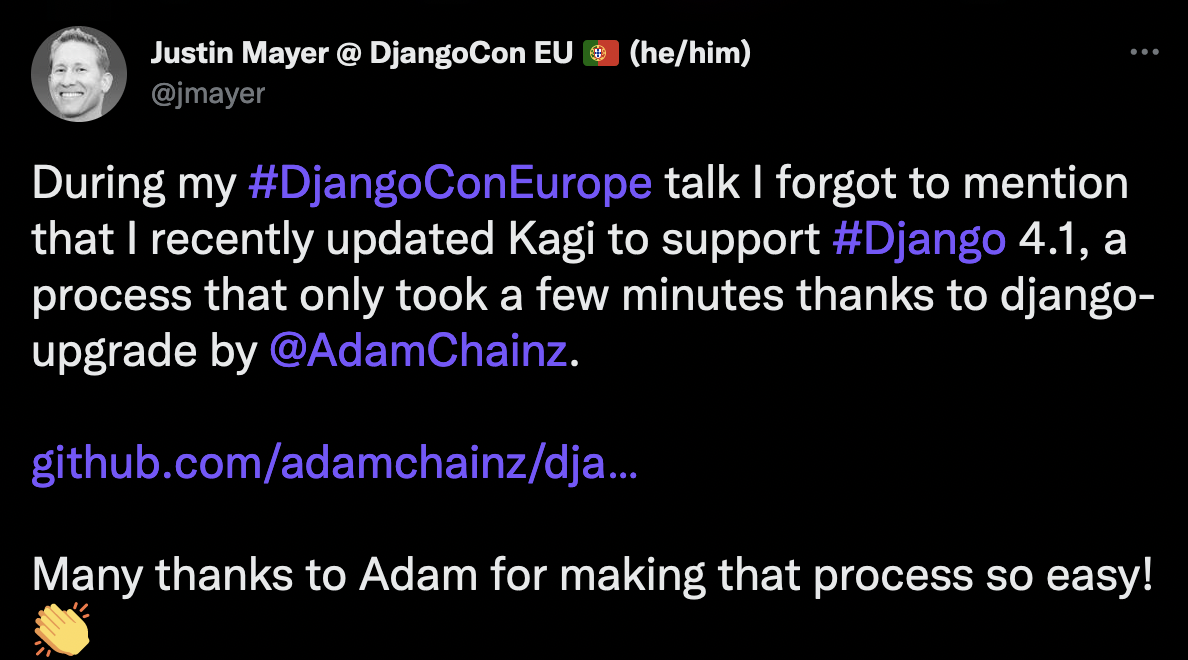 Justin Mayer @ DjangoCon EU 🇵🇹 (he/him)
@jmayer
During my #DjangoConEurope talk I forgot to mention
that I recently updated Kagi to support #Django 4.1, a
process that only took a few minutes thanks to django-
upgrade by @AdamChainz.
github.com/adamchainz/dja...
Many thanks to Adam for making that process so easy!
👏